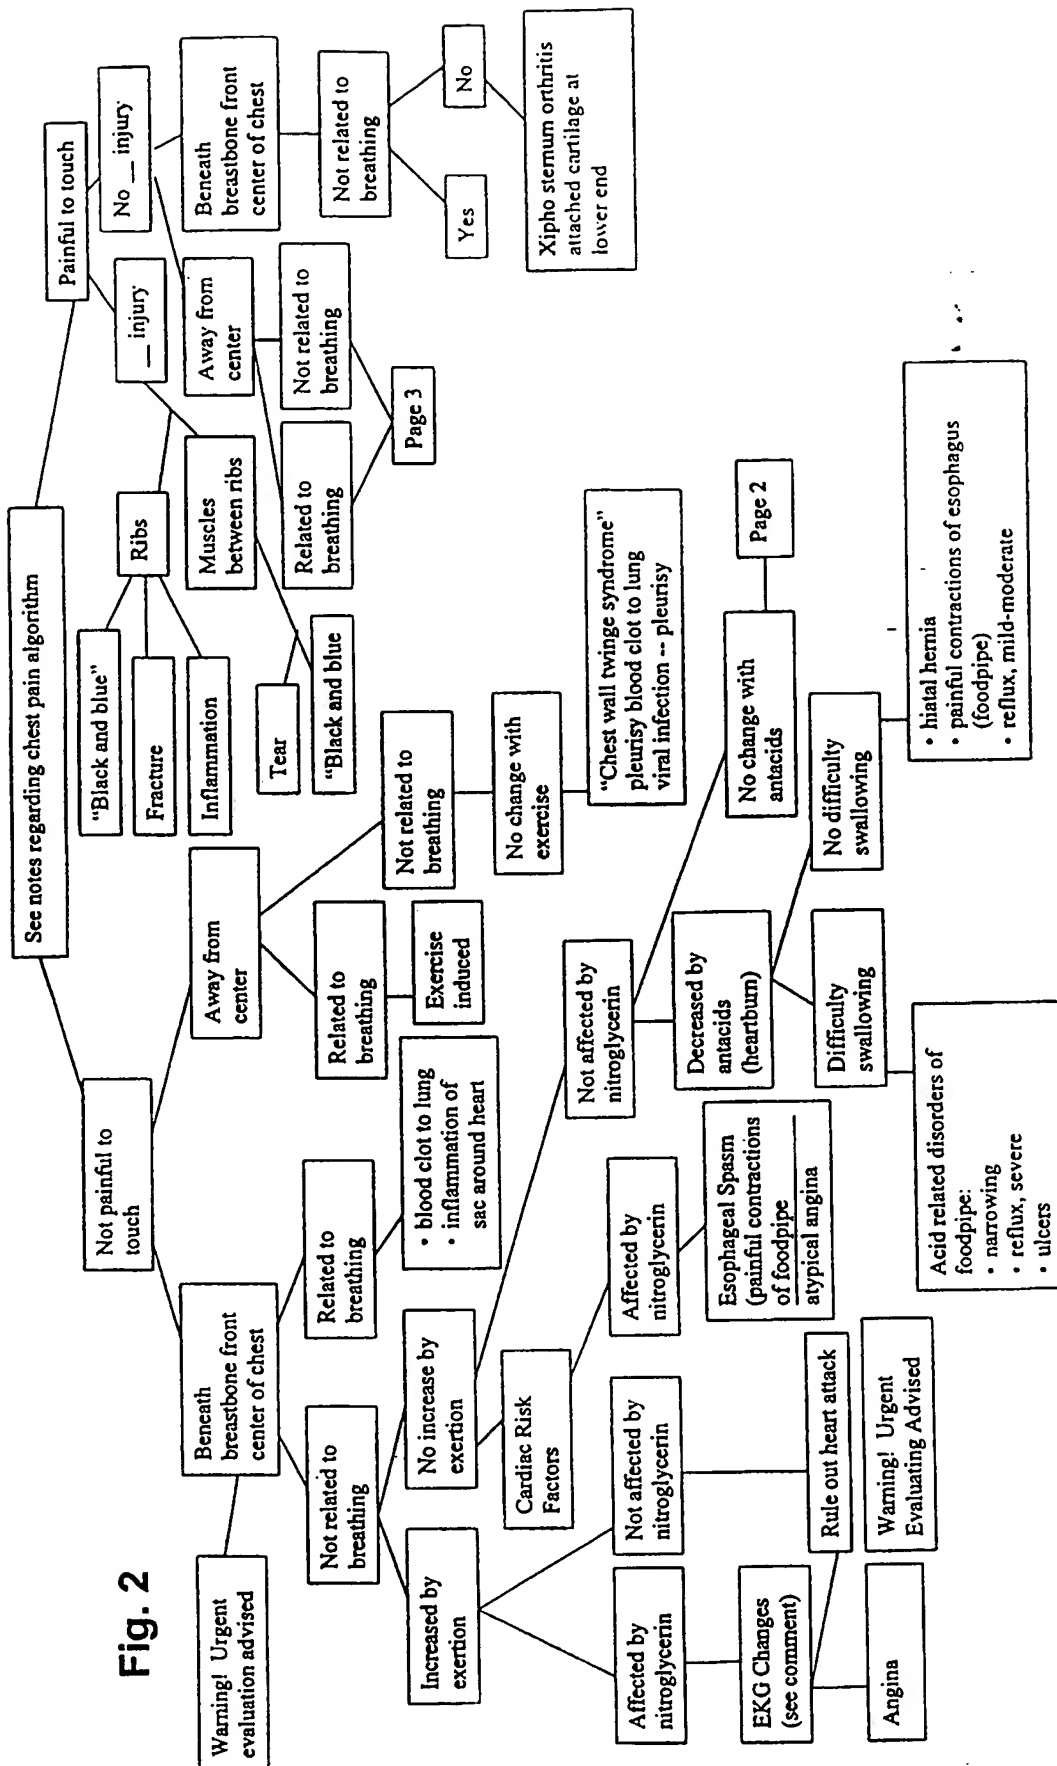 Fig. 2
See notes regarding chest pain algorithm
Not painful to
touch
Painful to touch
Warning! Urgent
evaluation advised
Beneath
breastbone front
center of chest
Away from
center
"Black and blue"
Fracture
Inflammation
Ribs
__ injury
No __ injury
Muscles
between ribs
Tear
"Black and blue
Away from
center
Beneath
breastbone front
center of chest
Not related to
breathing
Related to
breathing
Related to
breathing
Not related to
breathing
Related to
breathing
Not related to
breathing
Not related to
breathing
Increased by
exertion
No increase by
exertion
• blood clot to lung
• inflammation of
sac around heart
Exercise
induced
No change with
exercise
Page 3
Yes
No
Cardiac Risk
Factors
"Chest wall twinge syndrome"
pleurisy blood clot to lung
viral infection -- pleurisy
Xipho sternum orthritis
attached cartilage at
lower end
Affected by
nitroglycerin
Not affected by
nitroglycerin
Affected by
nitroglycerin
Not affected by
nitroglycerin
EKG Changes
(see comment)
Esophageal Spasm
(painful contractions
of foodpipe
atypical angina
Decreased by
antacids
(heartburn)
No change with
antacids
Page 2
Rule out heart attack
Difficulty
swallowing
No difficulty
swallowing
Angina
Warning! Urgent
Evaluating Advised
Acid related disorders of
foodpipe:
• narrowing
• reflux, severe
• ulcers
• hiatal hernia
• painful contractions of esophagus
(foodpipe)
• reflux, mild-moderate